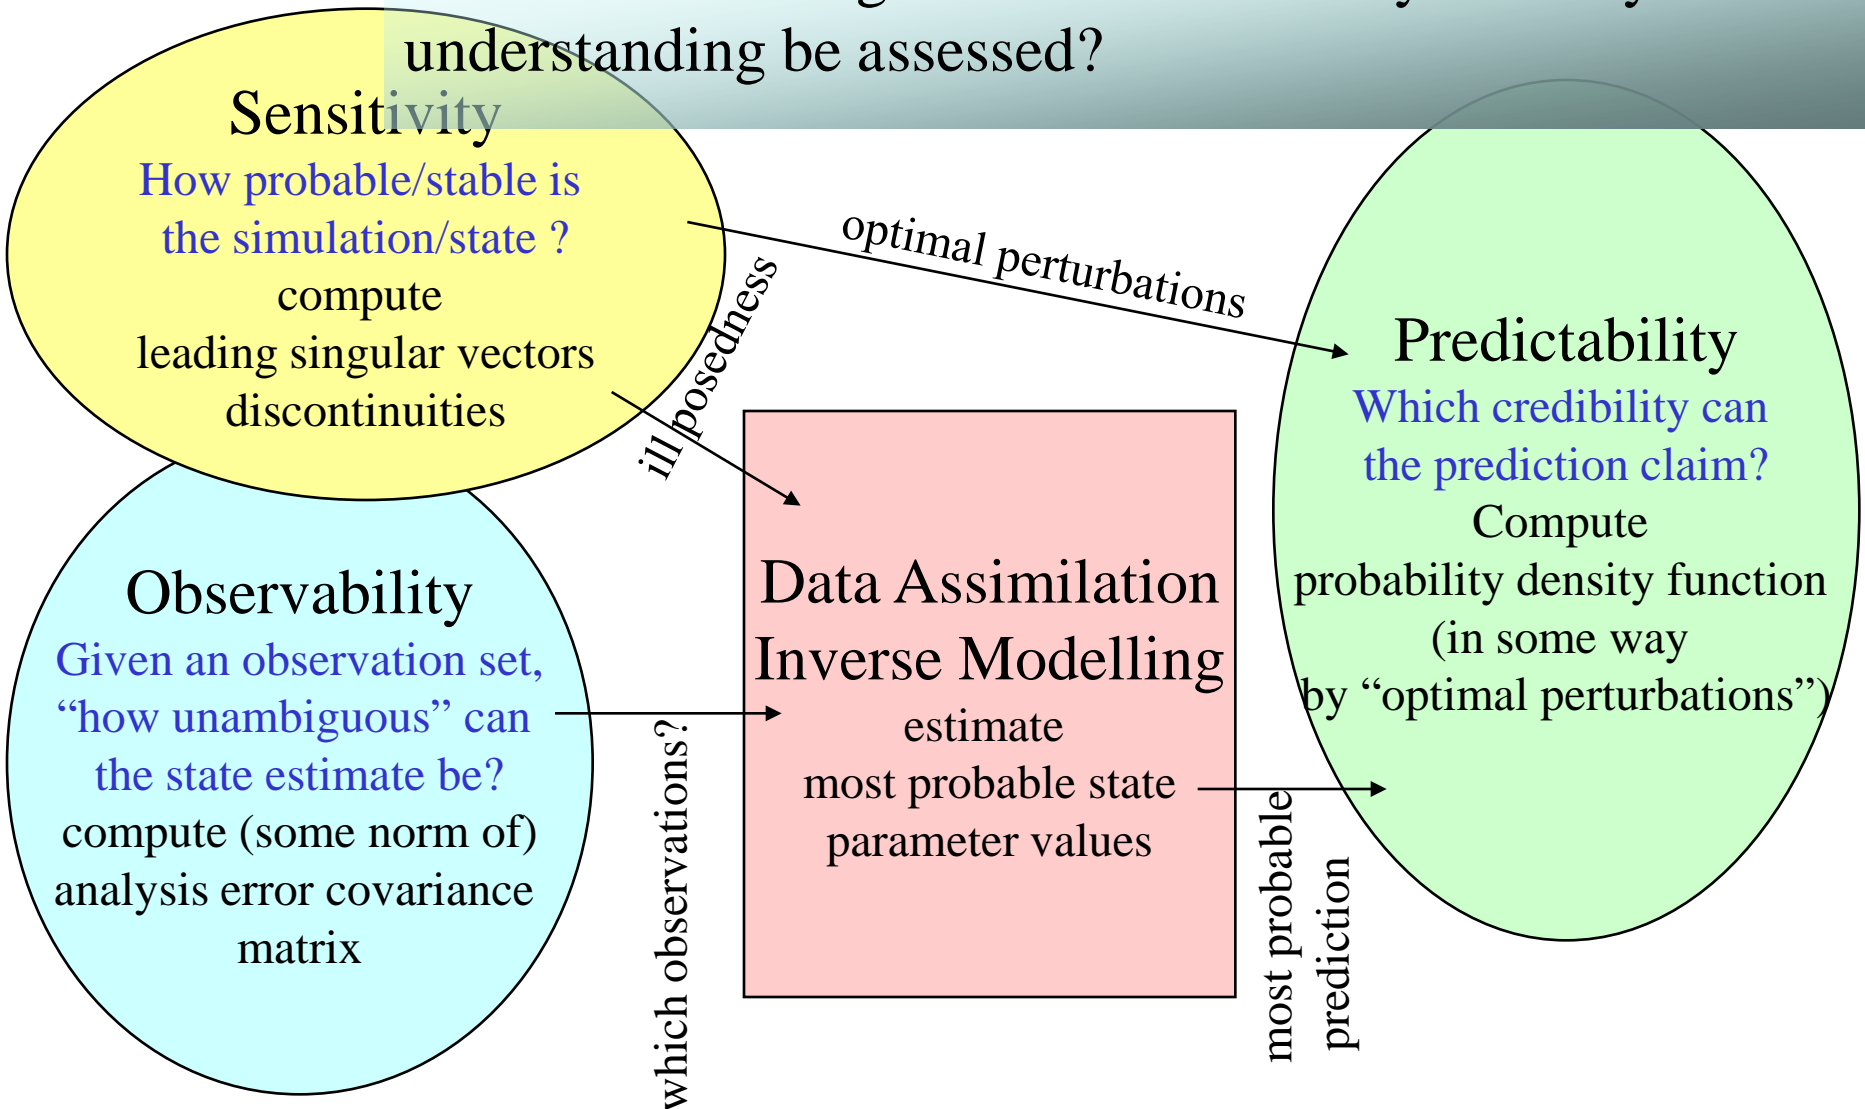 understanding be assessed?
Sensitivity
How probable/stable is
the simulation/state ?
compute
leading singular vectors
discontinuities
optimal perturbations
ill posedness
Observability
Given an observation set,
“how unambiguous” can
the state estimate be?
compute (some norm of)
analysis error covariance
matrix
which observations?
Data Assimilation
Inverse Modelling
estimate
most probable state
parameter values
most probable
prediction
Predictability
Which credibility can
the prediction claim?
Compute
probability density function
(in some way
by “optimal perturbations”)